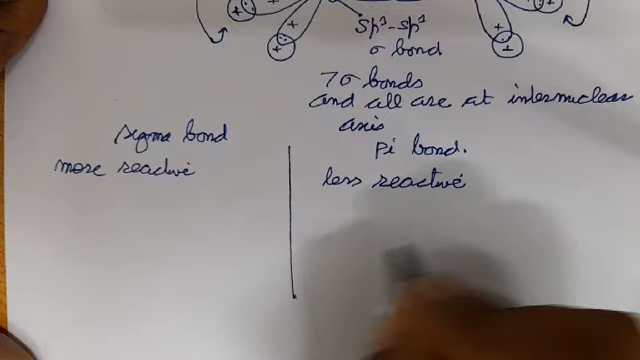 +
+
+
+
+
+
sp³-sp³
σ bond
7σ bonds
and all are at internuclear
axis
sigma bond
pi bond.
more reactive
less reactive